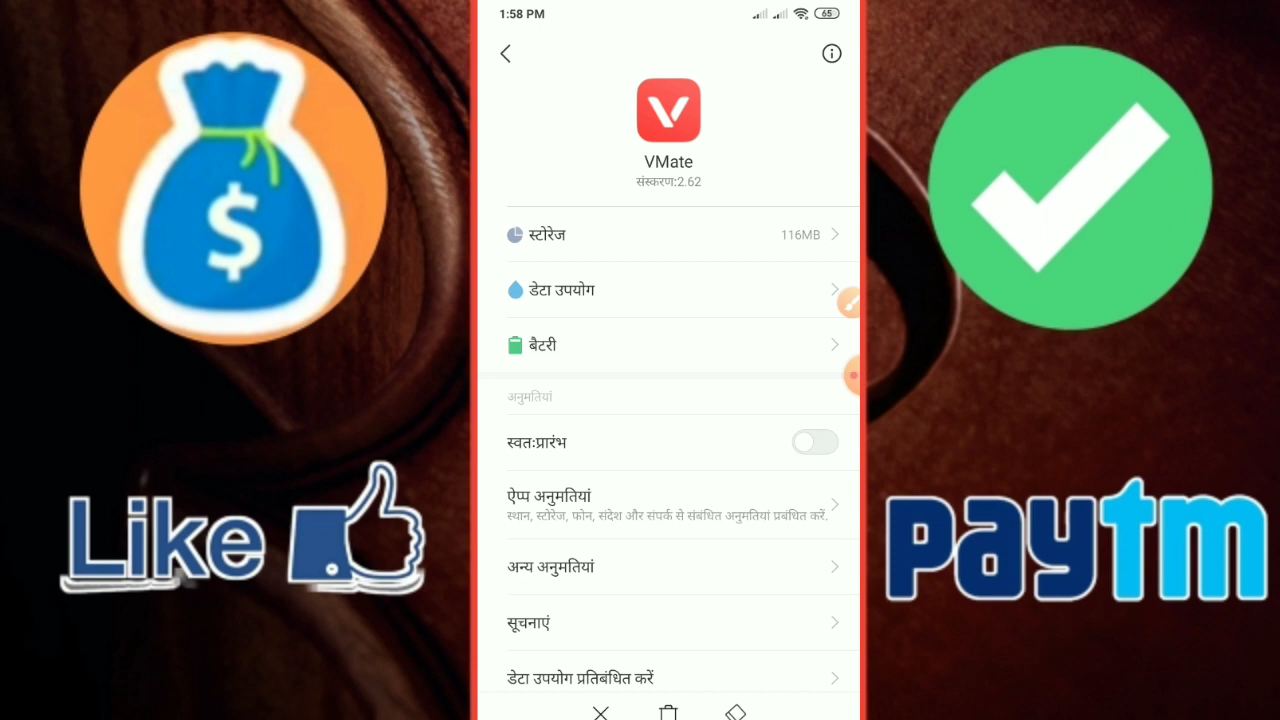 1:58 PM
65
VMate
संस्करण:2.62
स्टोरेज
116MB
डेटा उपयोग
बैटरी
अनुमतियां
स्वतःप्रारंभ
ऐप्प अनुमतियां
स्थान, स्टोरेज, फोन, संदेश और संपर्क से संबंधित अनुमतियां प्रबंधित करें.
अन्य अनुमतियां
सूचनाएं
डेटा उपयोग प्रतिबंधित करें
$
Like
paytm